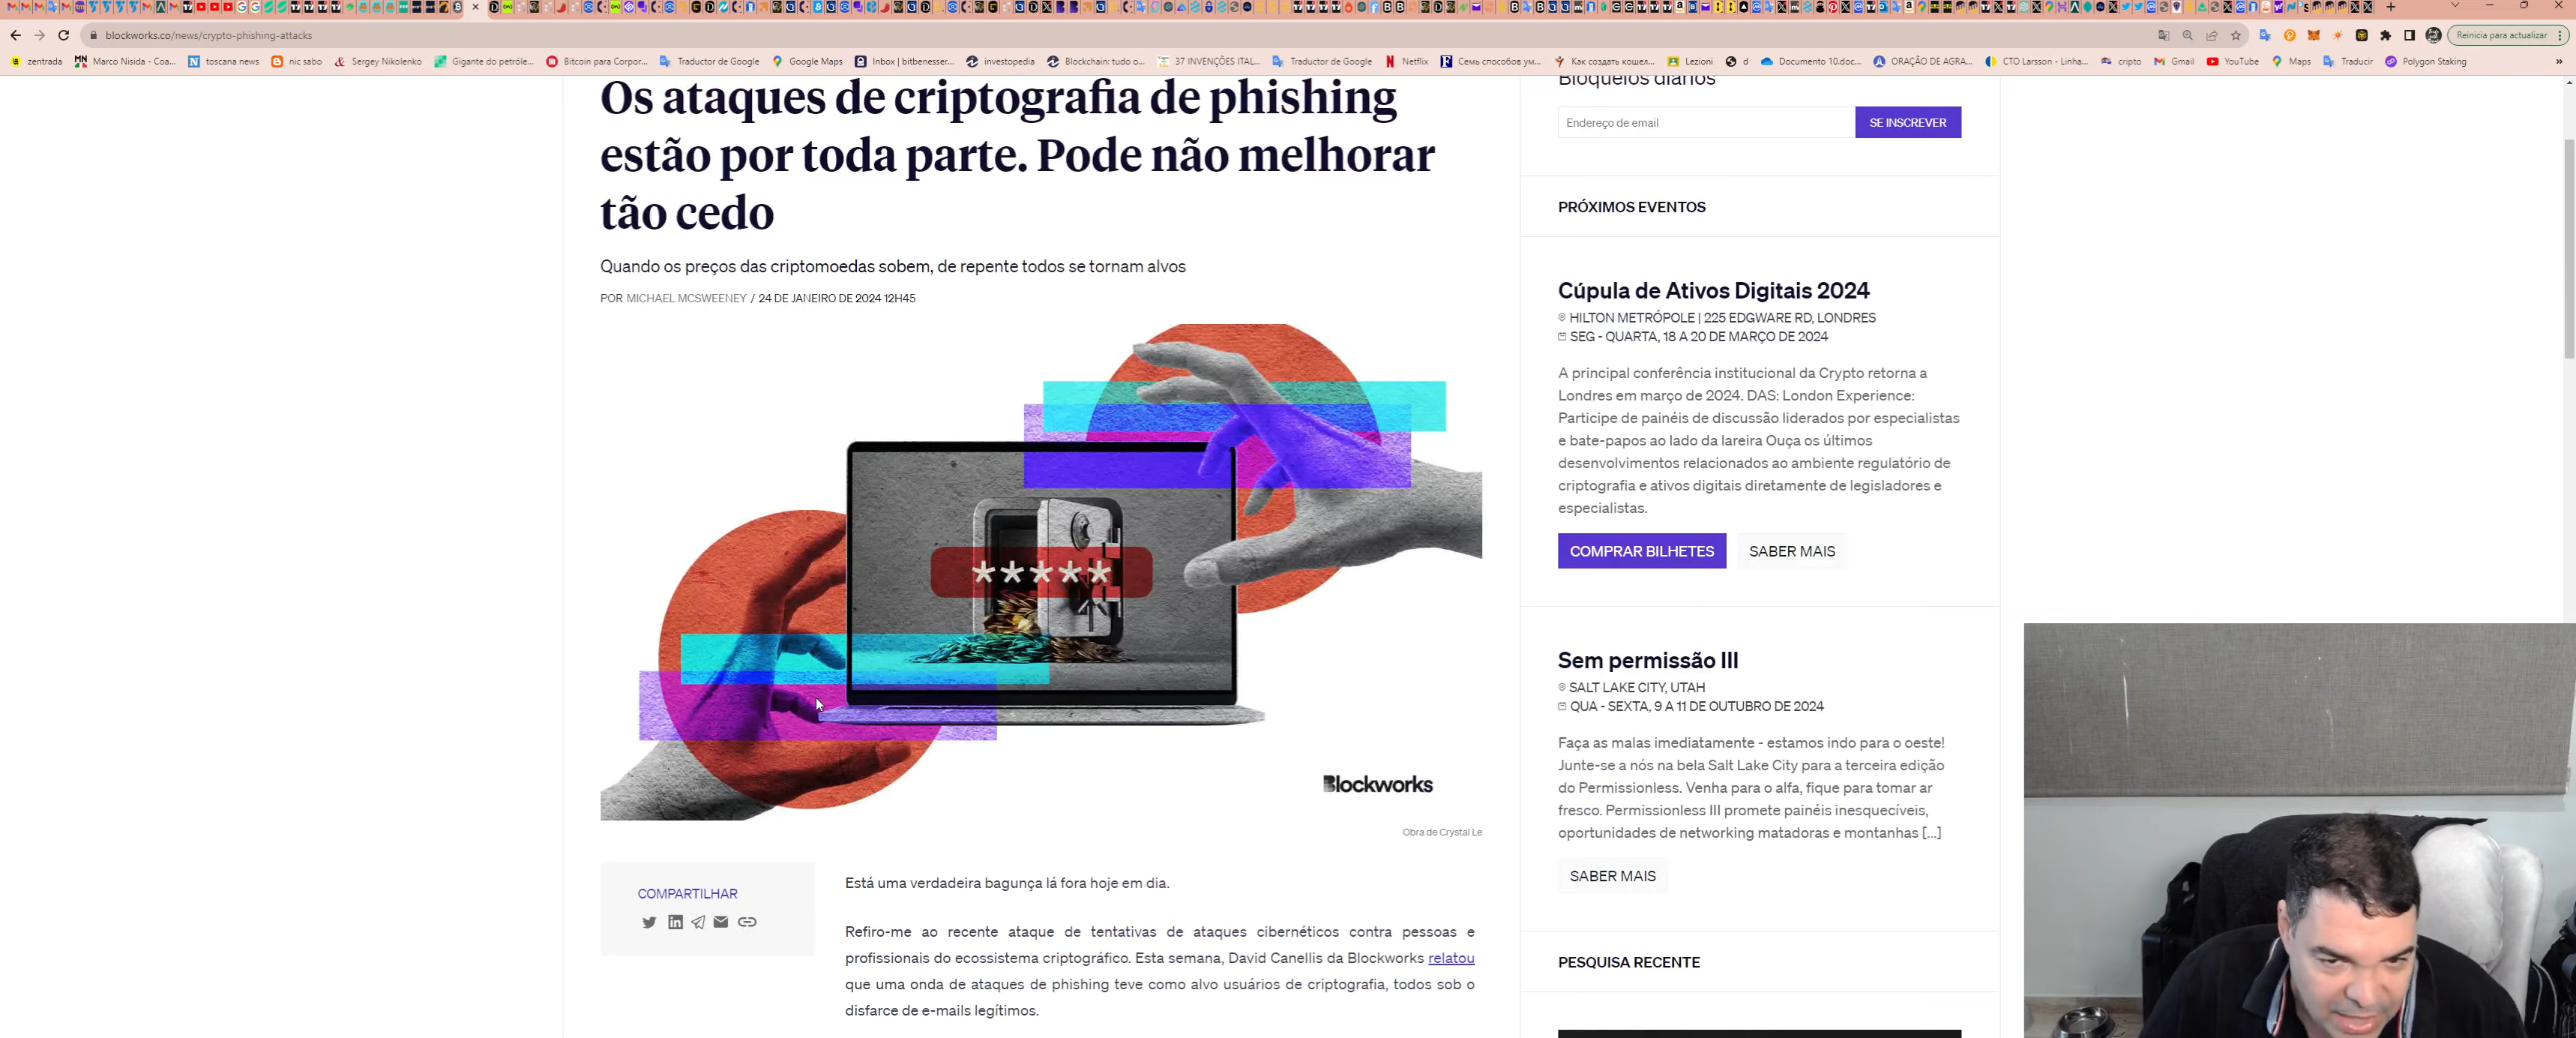 blockworks.co/news/crypto-phishing-attacks
Reinicia para actualizar
zentrada
Marco Nisida - Coa...
toscana news
nic sabo
Sergey Nikolenko
Gigante do petróle...
Bitcoin para Corpor...
Traductor de Google
Google Maps
Inbox | bitbenesser...
investopedia
Blockchain: tudo o...
37 INVENÇÕES ITAL...
Traductor de Google
Netflix
Семь способов ум...
Как создать кошел...
Lezioni
d
Documento 10.doc...
ORAÇÃO DE AGRA...
CTO Larsson - Linha...
cripto
Gmail
YouTube
Maps
Traducir
Polygon Staking
Os ataques de criptografia de phishing
estão por toda parte. Pode não melhorar
tão cedo
Quando os preços das criptomoedas sobem, de repente todos se tornam alvos
POR MICHAEL MCSWEENEY / 24 DE JANEIRO DE 2024 12H45
*****
Blockworks
Obra de Crystal Le
COMPARTILHAR
Está uma verdadeira bagunça lá fora hoje em dia.
Refiro-me ao recente ataque de tentativas de ataques cibernéticos contra pessoas e
profissionais do ecossistema criptográfico. Esta semana, David Canellis da Blockworks relatou
que uma onda de ataques de phishing teve como alvo usuários de criptografia, todos sob o
disfarce de e-mails legítimos.
Bloqueios diários
Endereço de email
SE INSCREVER
PRÓXIMOS EVENTOS
Cúpula de Ativos Digitais 2024
HILTON METRÓPOLE | 225 EDGWARE RD, LONDRES
SEG - QUARTA, 18 A 20 DE MARÇO DE 2024
A principal conferência institucional da Crypto retorna a
Londres em março de 2024. DAS: London Experience:
Participe de painéis de discussão liderados por especialistas
e bate-papos ao lado da lareira Ouça os últimos
desenvolvimentos relacionados ao ambiente regulatório de
criptografia e ativos digitais diretamente de legisladores e
especialistas.
COMPRAR BILHETES
SABER MAIS
Sem permissão III
SALT LAKE CITY, UTAH
QUA - SEXTA, 9 A 11 DE OUTUBRO DE 2024
Faça as malas imediatamente - estamos indo para o oeste!
Junte-se a nós na bela Salt Lake City para a terceira edição
do Permissionless. Venha para o alfa, fique para tomar ar
fresco. Permissionless III promete painéis inesquecíveis,
oportunidades de networking matadoras e montanhas [...]
SABER MAIS
PESQUISA RECENTE